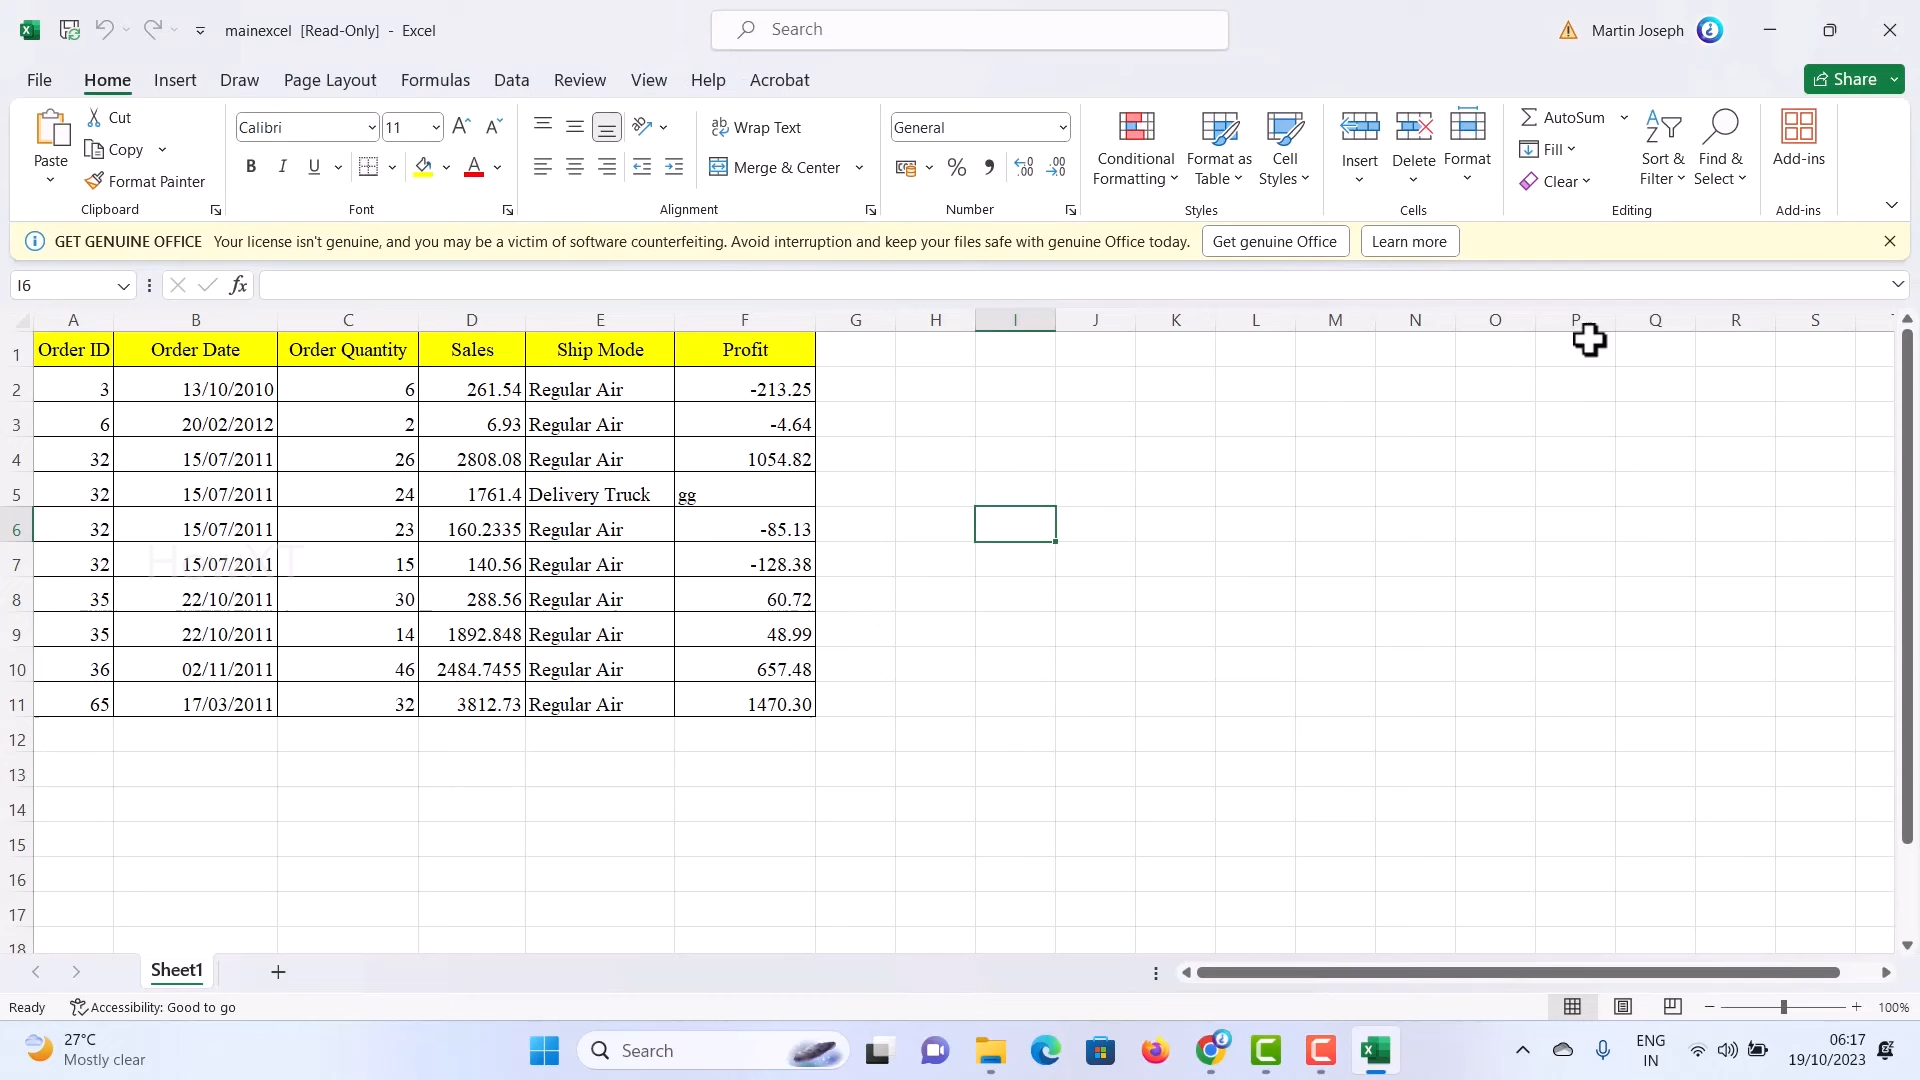 mainexcel [Read-Only] - Excel
Search
Martin Joseph
File Home Insert Draw Page Layout Formulas Data Review View Help Acrobat
Share
Paste
Cut
Copy
Format Painter
Clipboard
Calibri 11
B I U
Font
Wrap Text
Merge & Center
Alignment
General
Number
Conditional Formatting
Format as Table
Cell Styles
Styles
Insert
Delete
Format
Cells
AutoSum
Fill
Clear
Sort & Filter
Find & Select
Editing
Add-ins
Add-ins
GET GENUINE OFFICE Your license isn't genuine, and you may be a victim of software counterfeiting. Avoid interruption and keep your files safe with genuine Office today. Get genuine Office Learn more
I6 fx
A B C D E F G H I J K L M N O P Q R S
1 Order ID Order Date Order Quantity Sales Ship Mode Profit
2 3 13/10/2010 6 261.54 Regular Air -213.25
3 6 20/02/2012 2 6.93 Regular Air -4.64
4 32 15/07/2011 26 2808.08 Regular Air 1054.82
5 32 15/07/2011 24 1761.4 Delivery Truck gg
6 32 15/07/2011 23 160.2335 Regular Air -85.13
7 32 15/07/2011 15 140.56 Regular Air -128.38
8 35 22/10/2011 30 288.56 Regular Air 60.72
9 35 22/10/2011 14 1892.848 Regular Air 48.99
10 36 02/11/2011 46 2484.7455 Regular Air 657.48
11 65 17/03/2011 32 3812.73 Regular Air 1470.30
12
13
14
15
16
17
18
Sheet1
Ready Accessibility: Good to go 100%
27°C
Mostly clear
Search
ENG
IN
06:17
19/10/2023